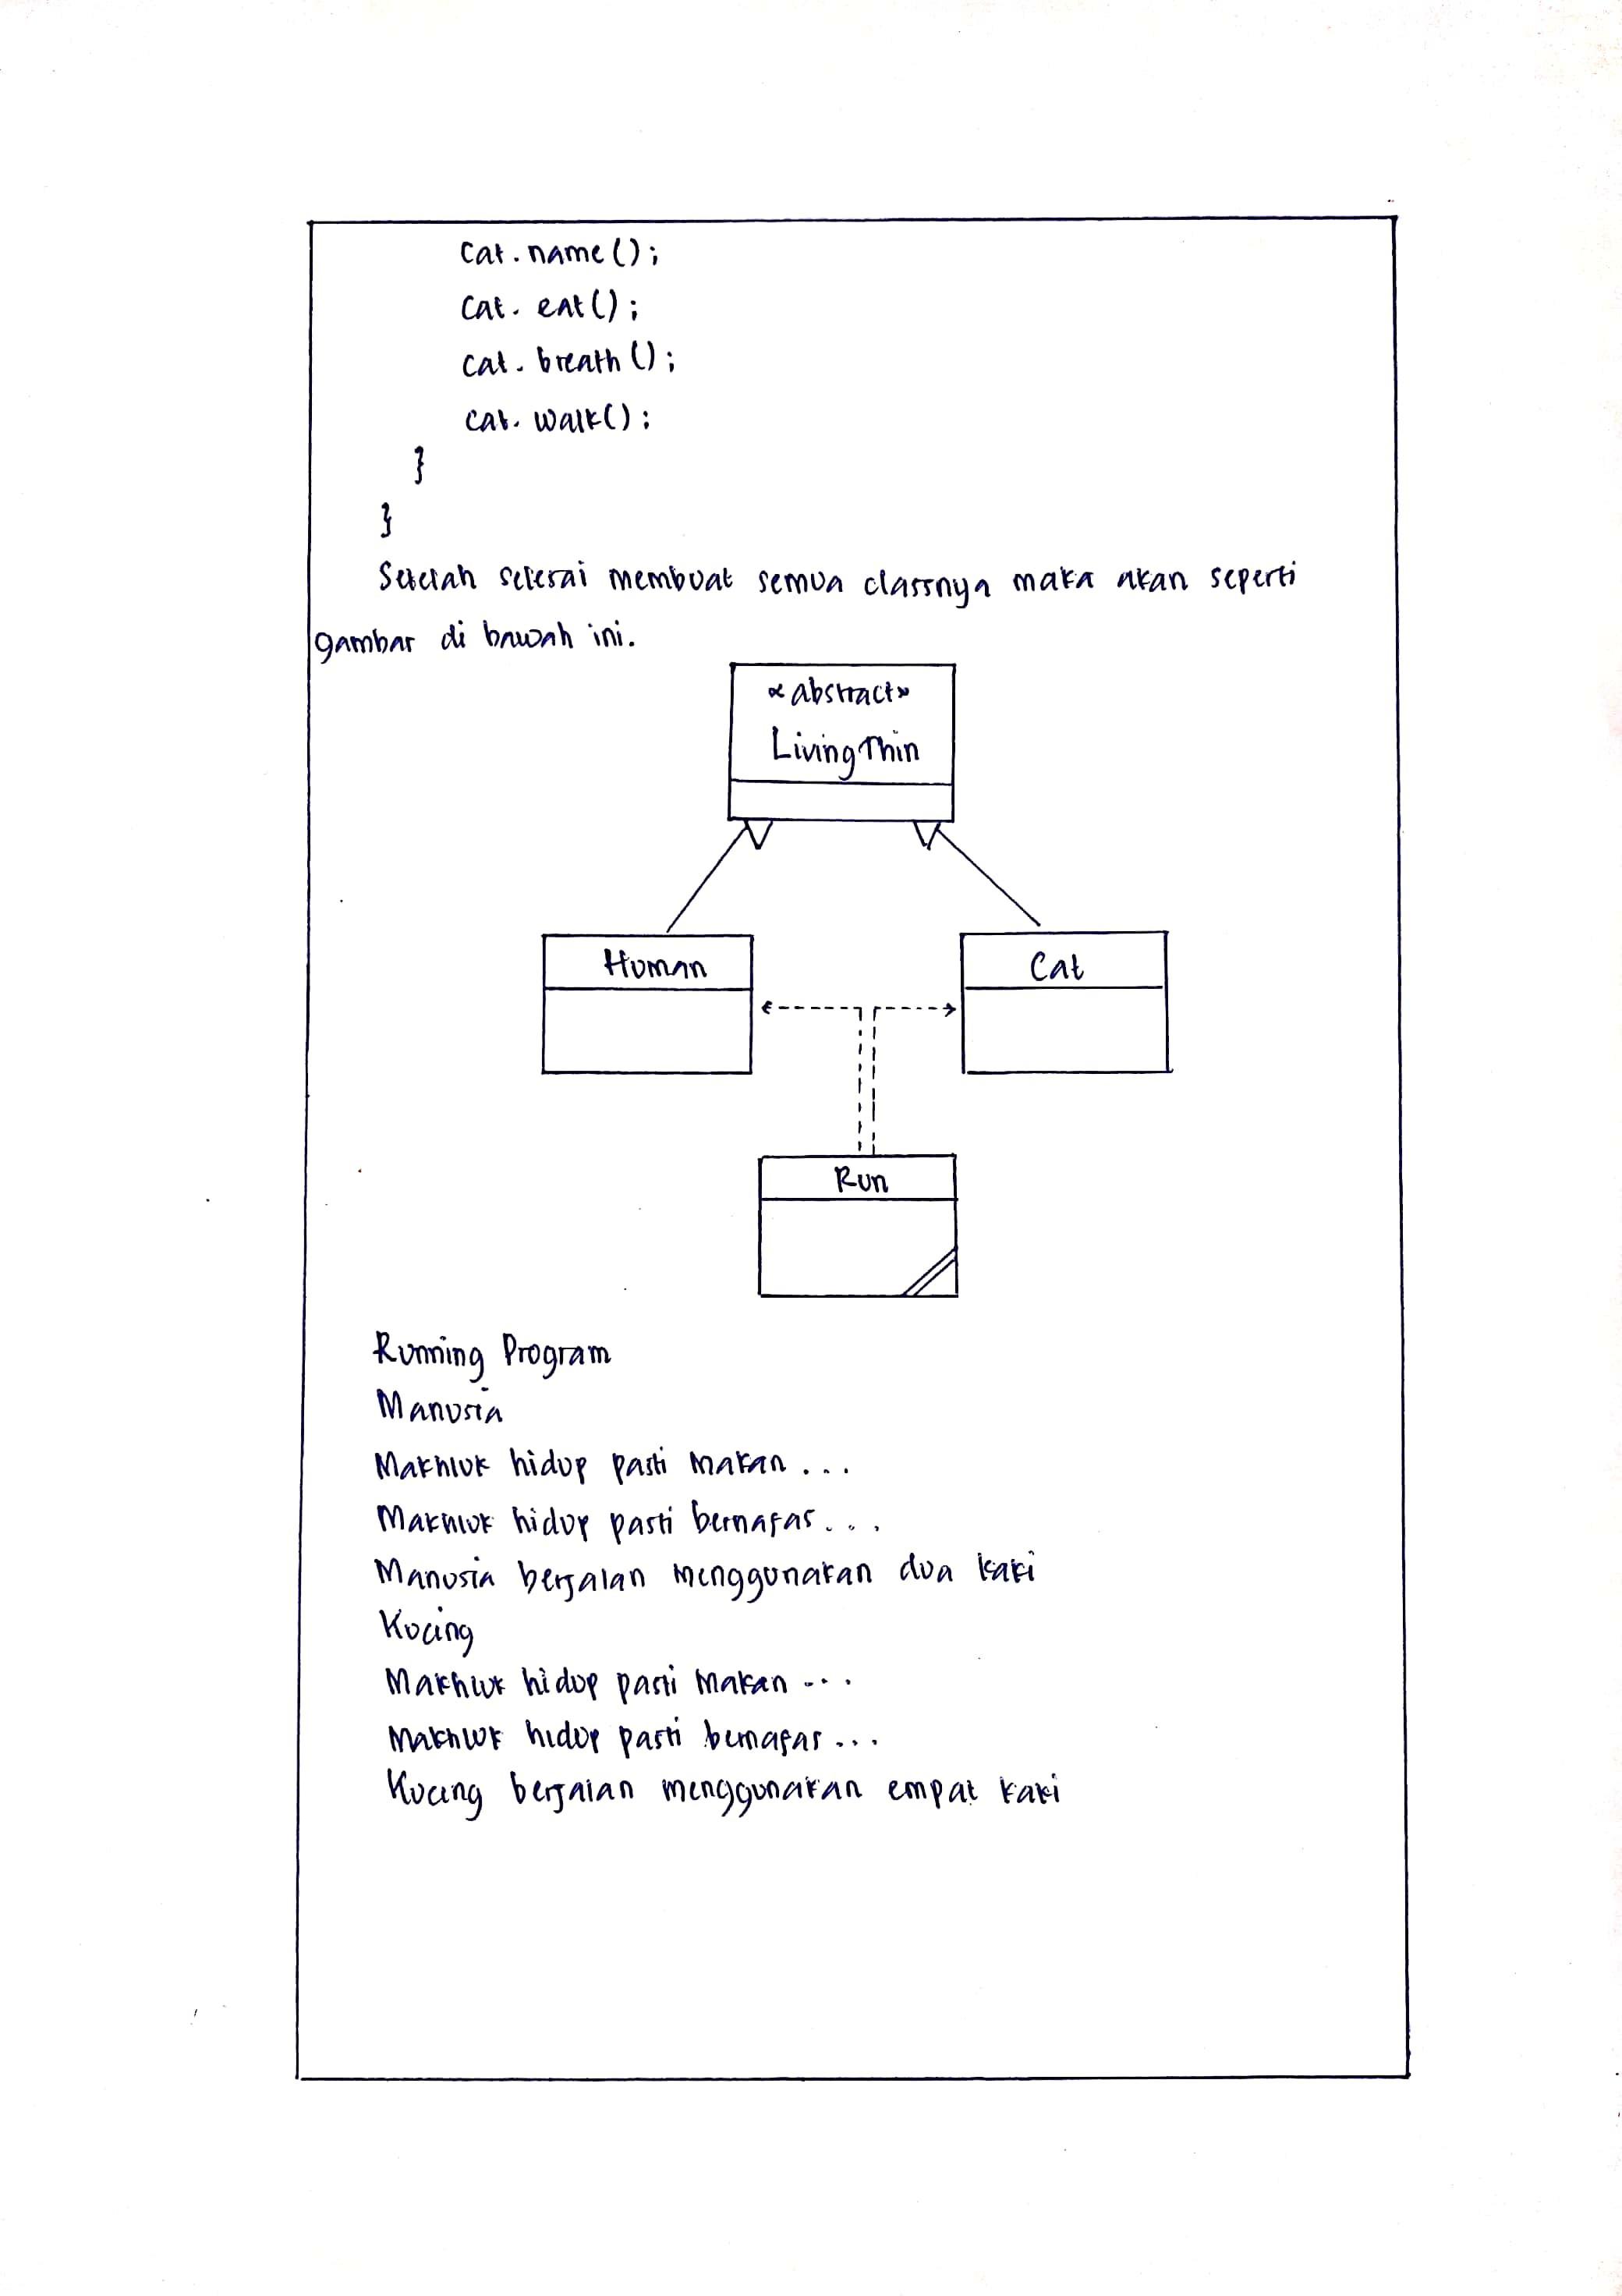 cat.name();
cat.eat();
cat.breath();
cat.walk();
}
}
Setelah selesai membuat semua classnya maka akan seperti
gambar di bawah ini.
«abstract»
LivingThin
Human
Cat
Run
Running Program
Manusia
Makhluk hidup pasti makan ...
Makhluk hidup pasti bernafas...
Manusia berjalan menggunakan dua kaki
Kucing
Makhluk hidup pasti makan ...
Makhluk hidup pasti bernafas...
Kucing berjalan menggunakan empat kaki